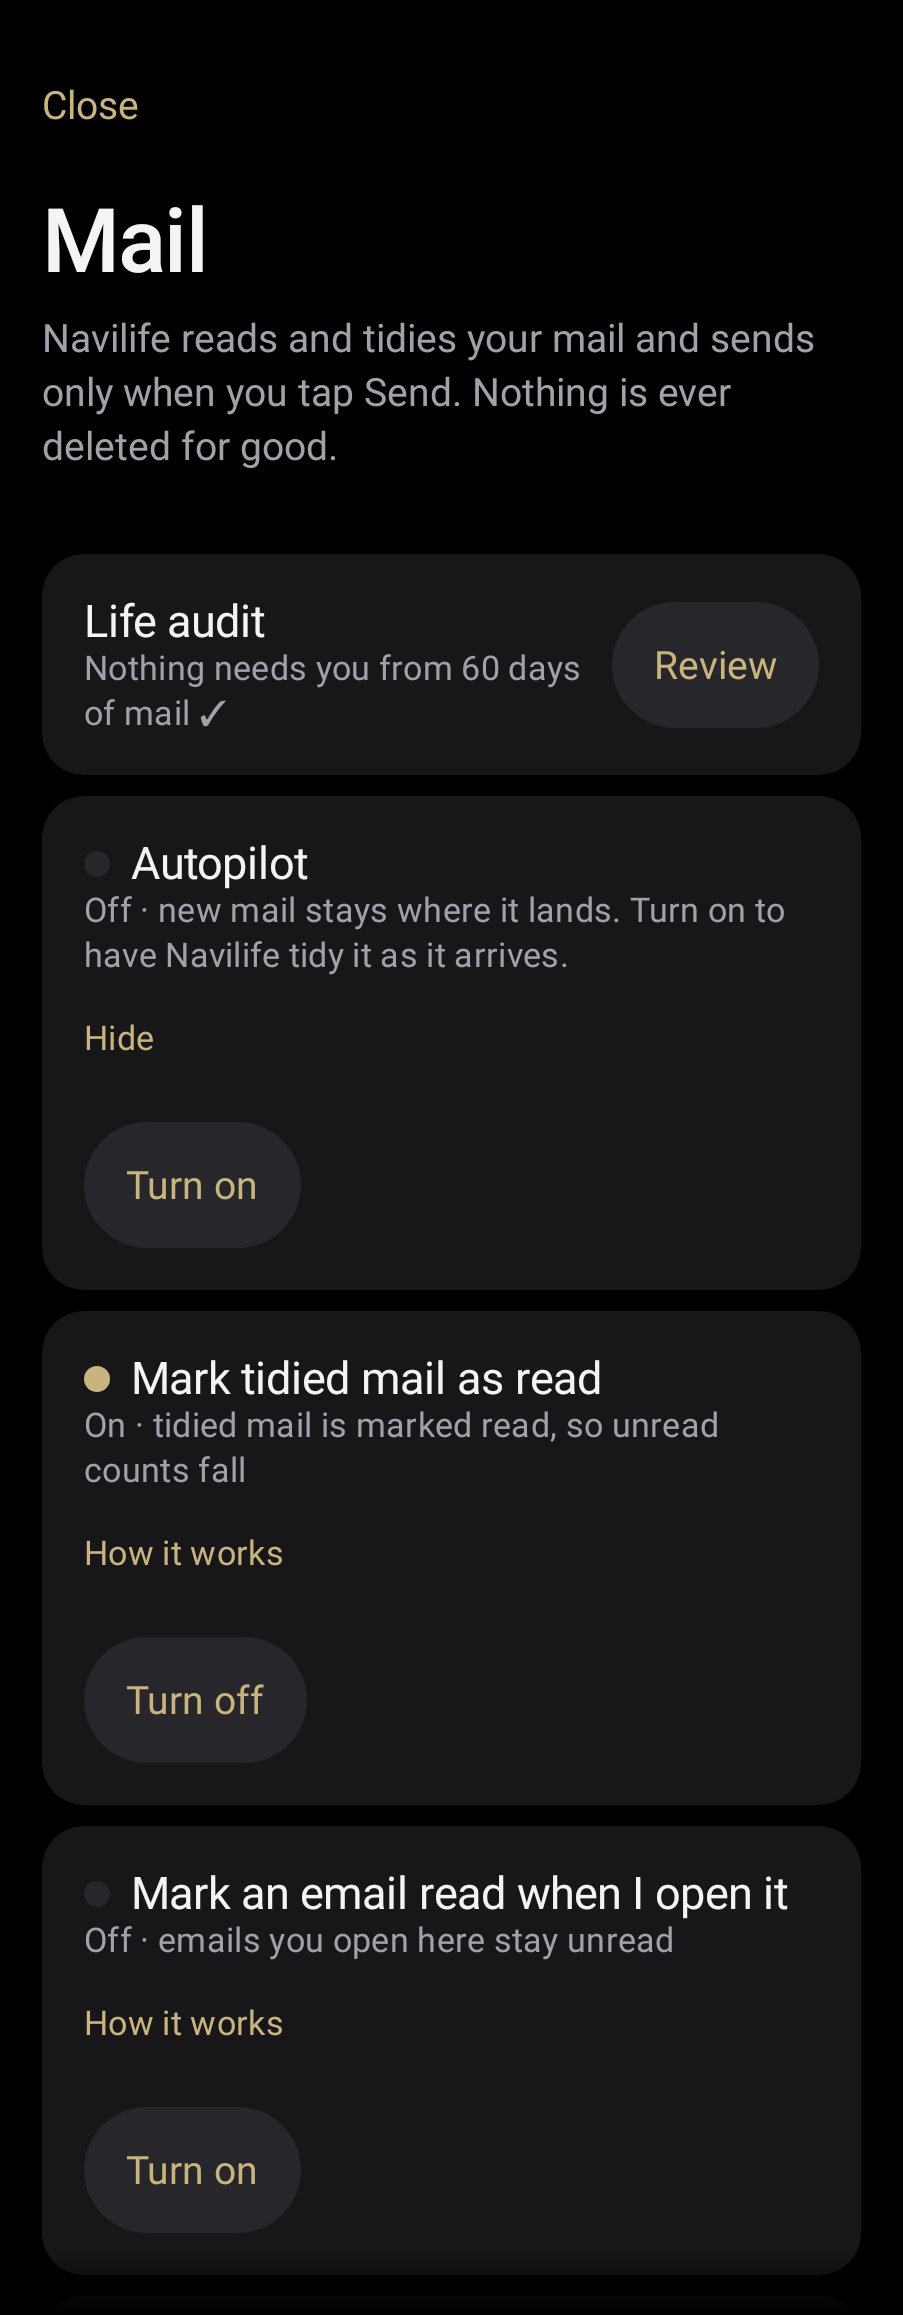 Close
Mail
Navilife reads and tidies your mail and sends
only when you tap Send. Nothing is ever
deleted for good.
Life audit
Nothing needs you from 60 days
of mail ✓
Review
Autopilot
Off · new mail stays where it lands. Turn on to
have Navilife tidy it as it arrives.
Hide
Turn on
Mark tidied mail as read
On · tidied mail is marked read, so unread
counts fall
How it works
Turn off
Mark an email read when I open it
Off · emails you open here stay unread
How it works
Turn on